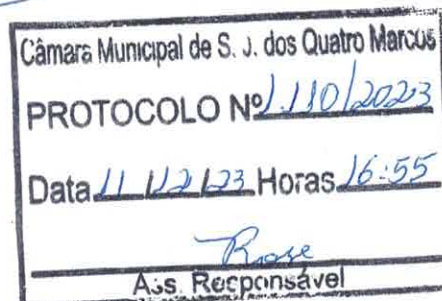 Câmara Municipal de S. J. dos Quatro Marcos
PROTOCOLO Nº 1.110/2023
Data 11/12/23 Horas 16:55
Rose
Ass. Responsável